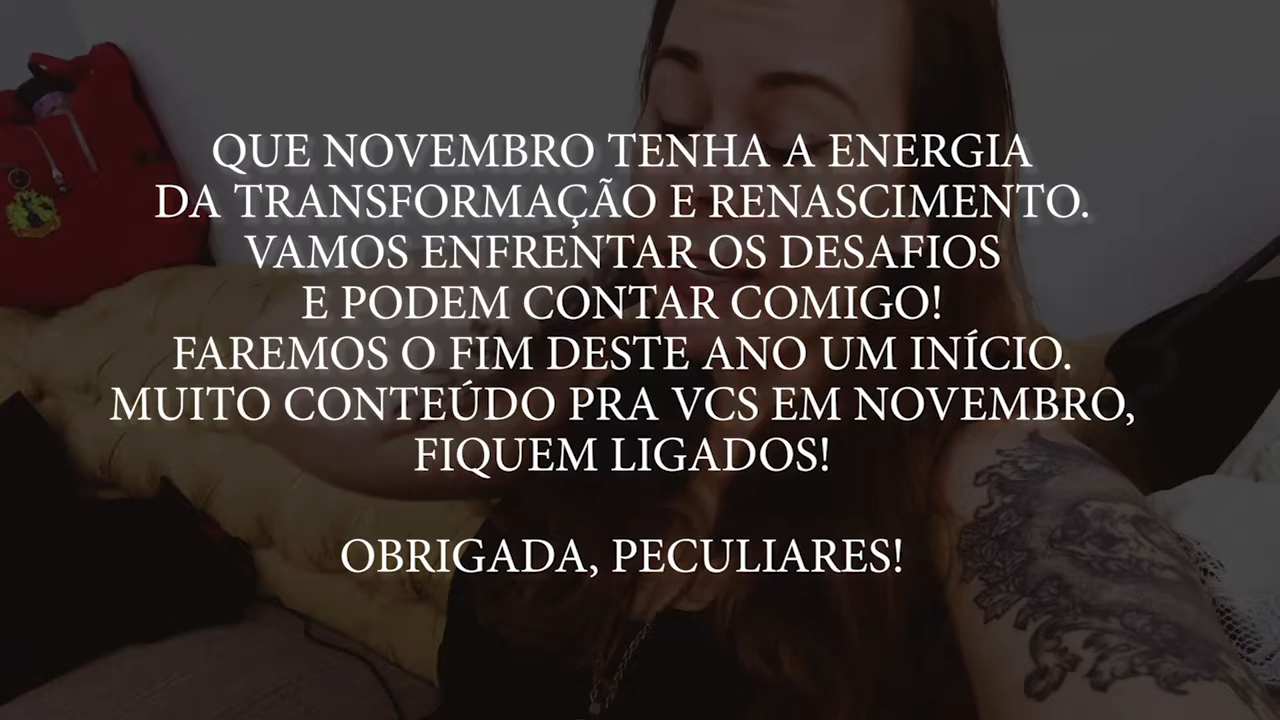 QUE NOVEMBRO TENHA A ENERGIA
DA TRANSFORMAÇÃO E RENASCIMENTO.
VAMOS ENFRENTAR OS DESAFIOS
E PODEM CONTAR COMIGO!
FAREMOS O FIM DESTE ANO UM INÍCIO.
MUITO CONTEÚDO PRA VCS EM NOVEMBRO,
FIQUEM LIGADOS!
OBRIGADA, PECULIARES!